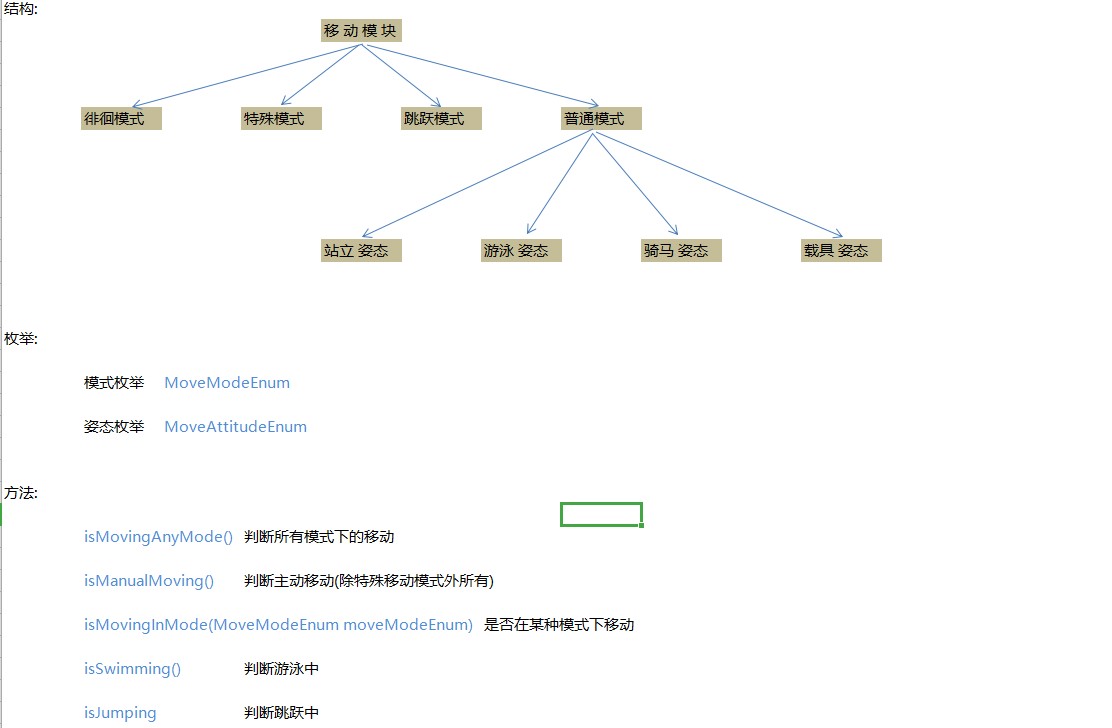 结构:
移 动 模 块
徘徊模式 特殊模式 跳跃模式 普通模式
站立 姿态 游泳 姿态 骑马 姿态 载具 姿态
枚举:
模式枚举 MoveModeEnum
姿态枚举 MoveAttitudeEnum
方法:
isMovingAnyMode() 判断所有模式下的移动
isManualMoving() 判断主动移动(除特殊移动模式外所有)
isMovingInMode(MoveModeEnum moveModeEnum) 是否在某种模式下移动
isSwimming() 判断游泳中
isJumping 判断跳跃中